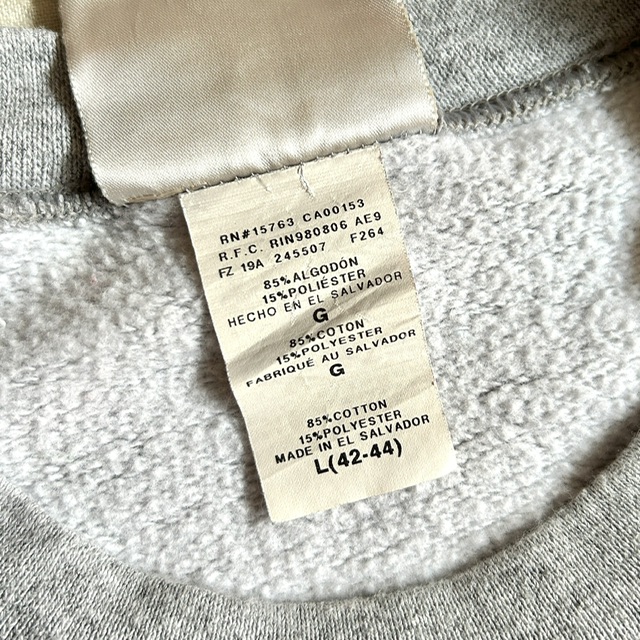 RN#15763 CA00153
R.F.C. RIN980806 AE9
FZ 19A 245507 F264
85%ALGODÓN
15%POLIÉSTER
HECHO EN EL SALVADOR
G
85%COTON
15%POLYESTER
FABRIQUÉ AU SALVADOR
G
85%COTTON
15%POLYESTER
MADE IN EL SALVADOR
L(42-44)